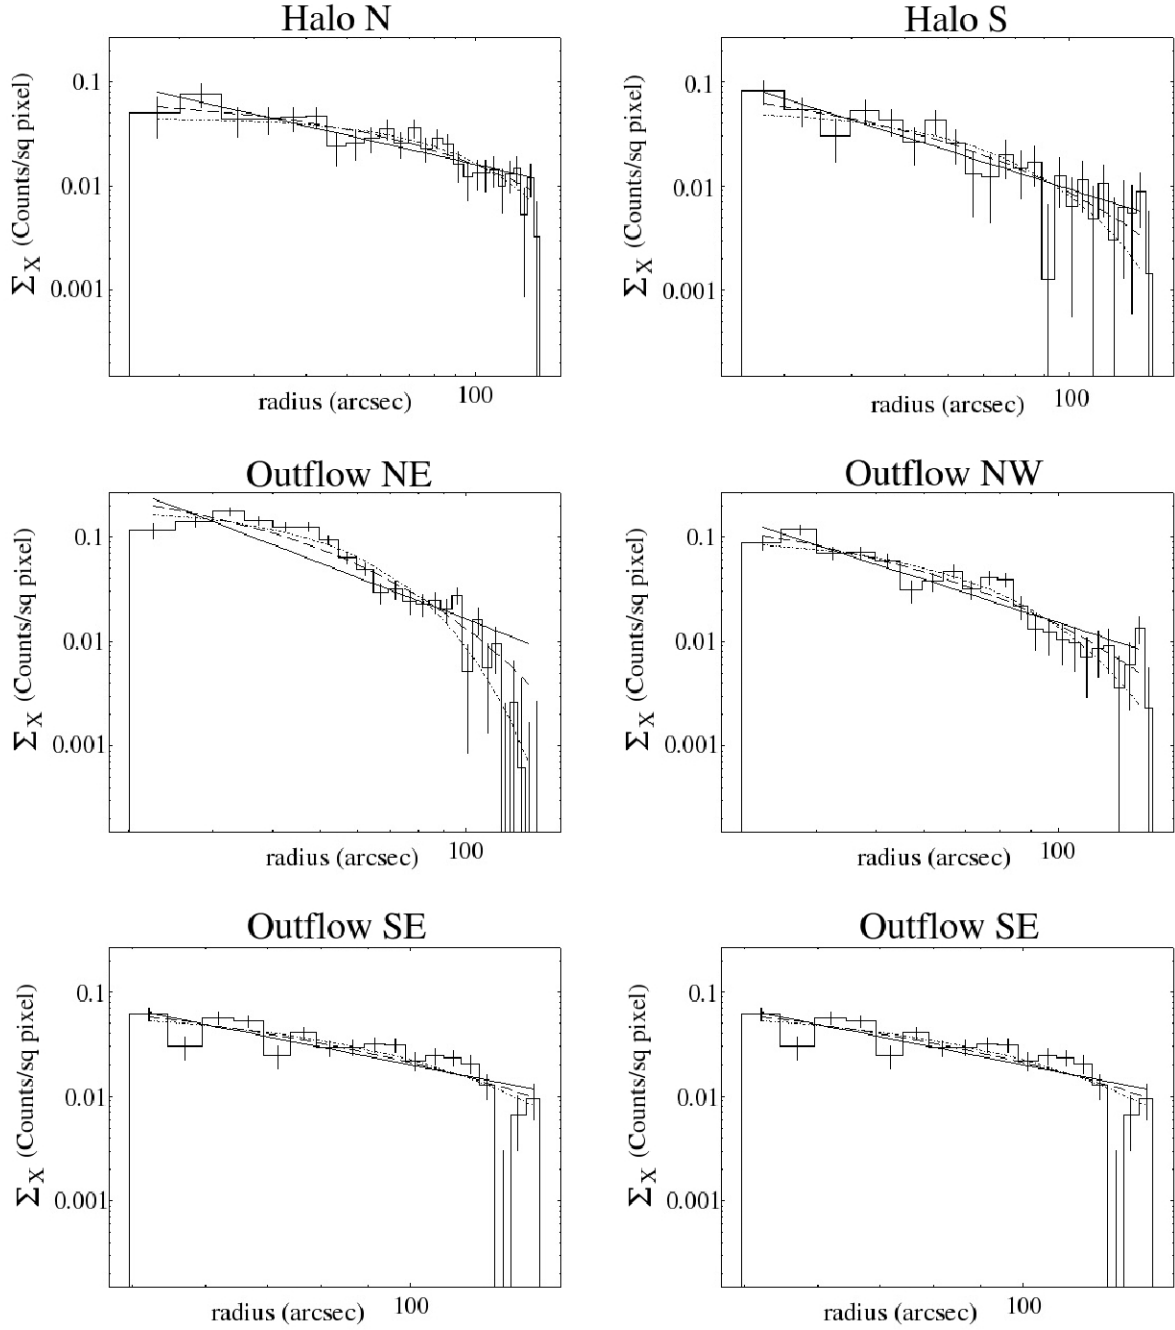 Halo N
Σ_X (Counts/sq pixel)
0.1
0.01
0.001
100
radius (arcsec)
Halo S
Σ_X (Counts/sq pixel)
0.1
0.01
0.001
100
radius (arcsec)
Outflow NE
Σ_X (Counts/sq pixel)
0.1
0.01
0.001
100
radius (arcsec)
Outflow NW
Σ_X (Counts/sq pixel)
0.1
0.01
0.001
100
radius (arcsec)
Outflow SE
Σ_X (Counts/sq pixel)
0.1
0.01
0.001
100
radius (arcsec)
Outflow SE
Σ_X (Counts/sq pixel)
0.1
0.01
0.001
100
radius (arcsec)